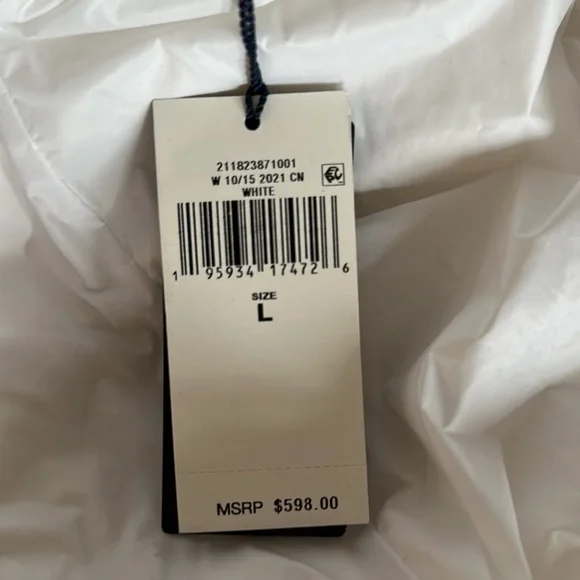 211823871001
W 10/15 2021 CN
WHITE
1 95934 17472 6
SIZE
L
MSRP $598.00